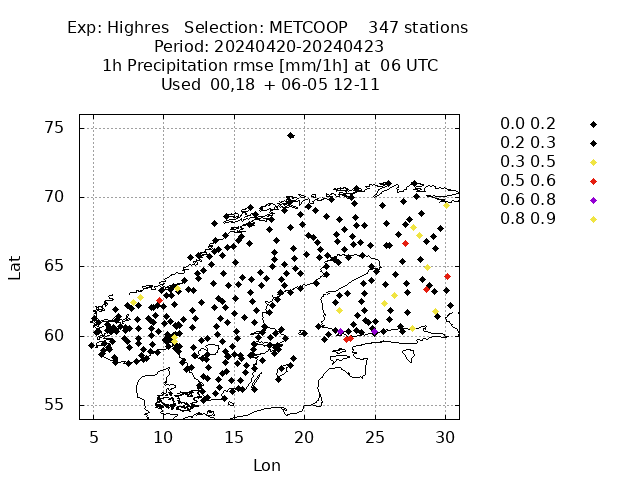 Exp: Highres   Selection: METCOOP    347 stations
Period: 20240420-20240423
1h Precipitation rmse [mm/1h] at  06 UTC
Used  00,18  + 06-05 12-11
0.0 0.2
0.2 0.3
0.3 0.5
0.5 0.6
0.6 0.8
0.8 0.9
75
70
65
60
55
Lat
5 10 15 20 25 30
Lon